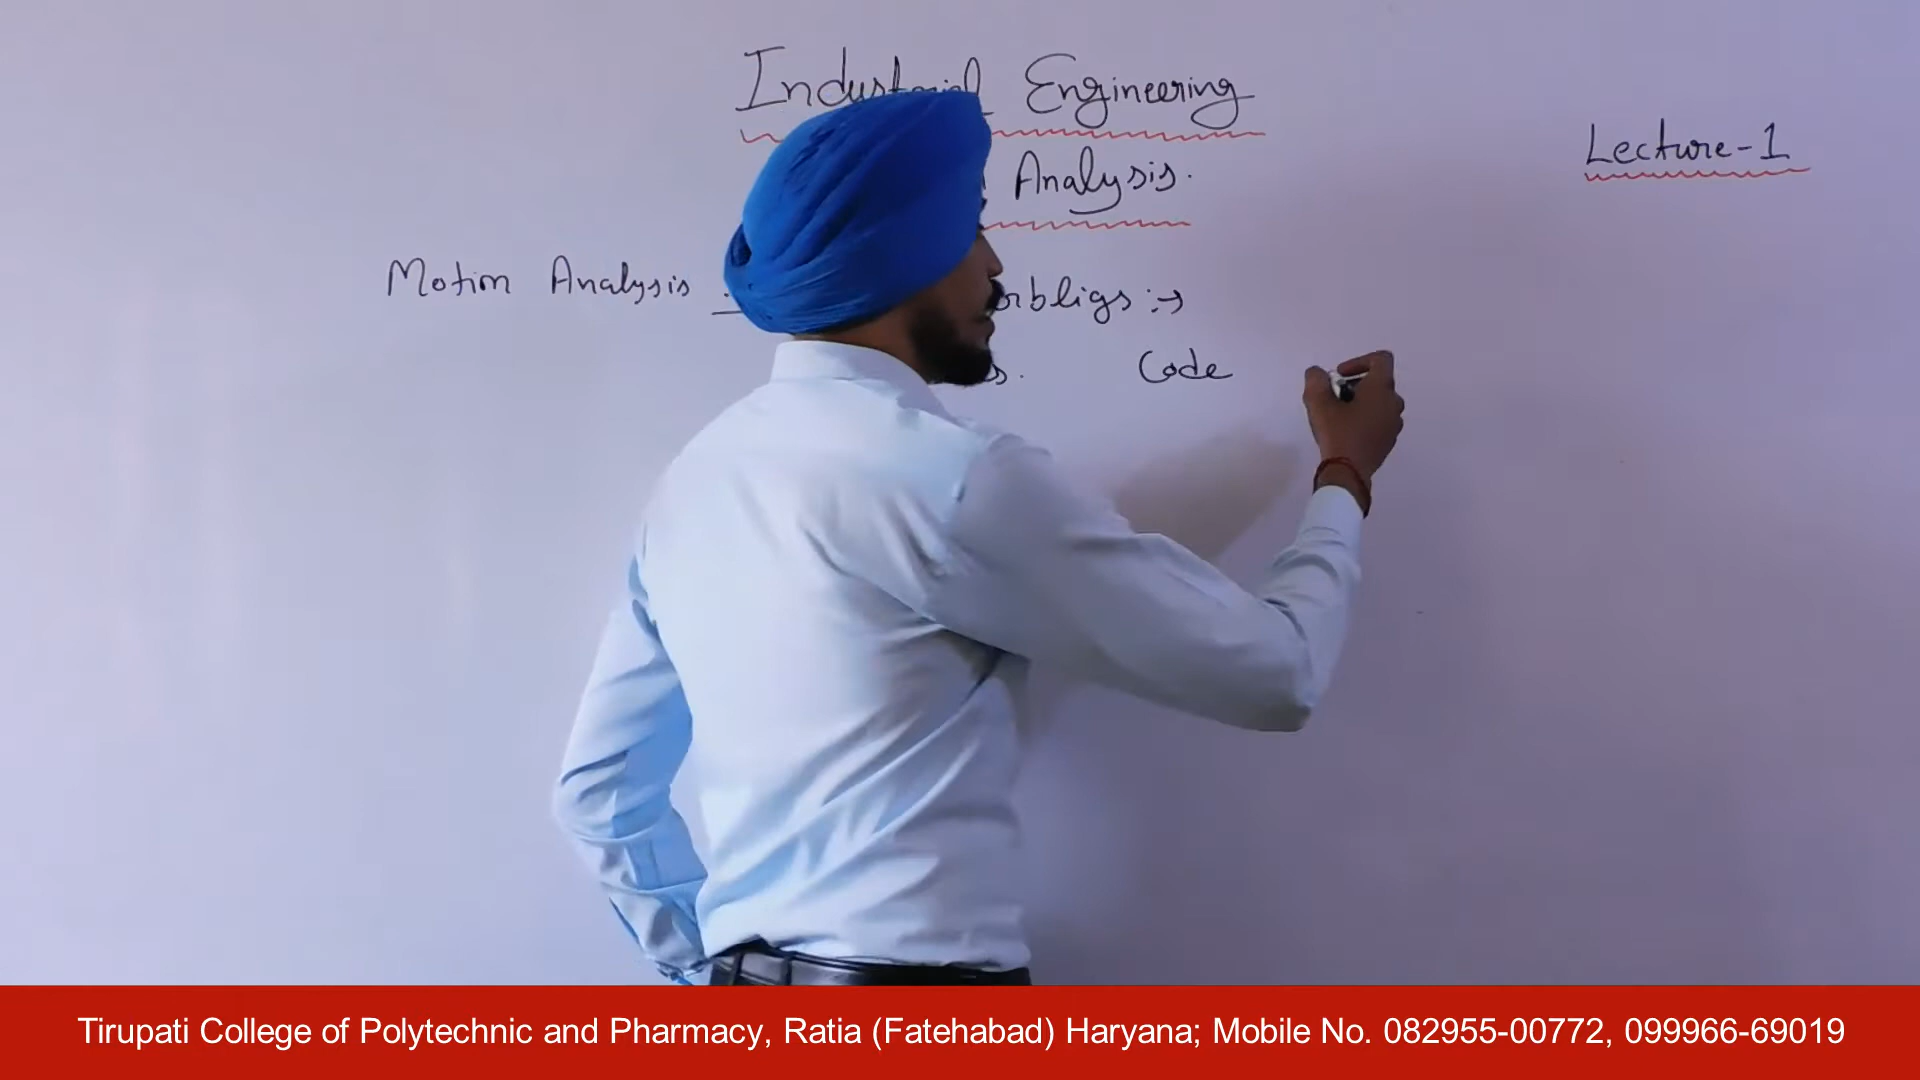 Industrial Engineering
Lecture-1
Analysis.
Motion Analysis
:→
Code
Tirupati College of Polytechnic and Pharmacy, Ratia (Fatehabad) Haryana; Mobile No. 082955-00772, 099966-69019